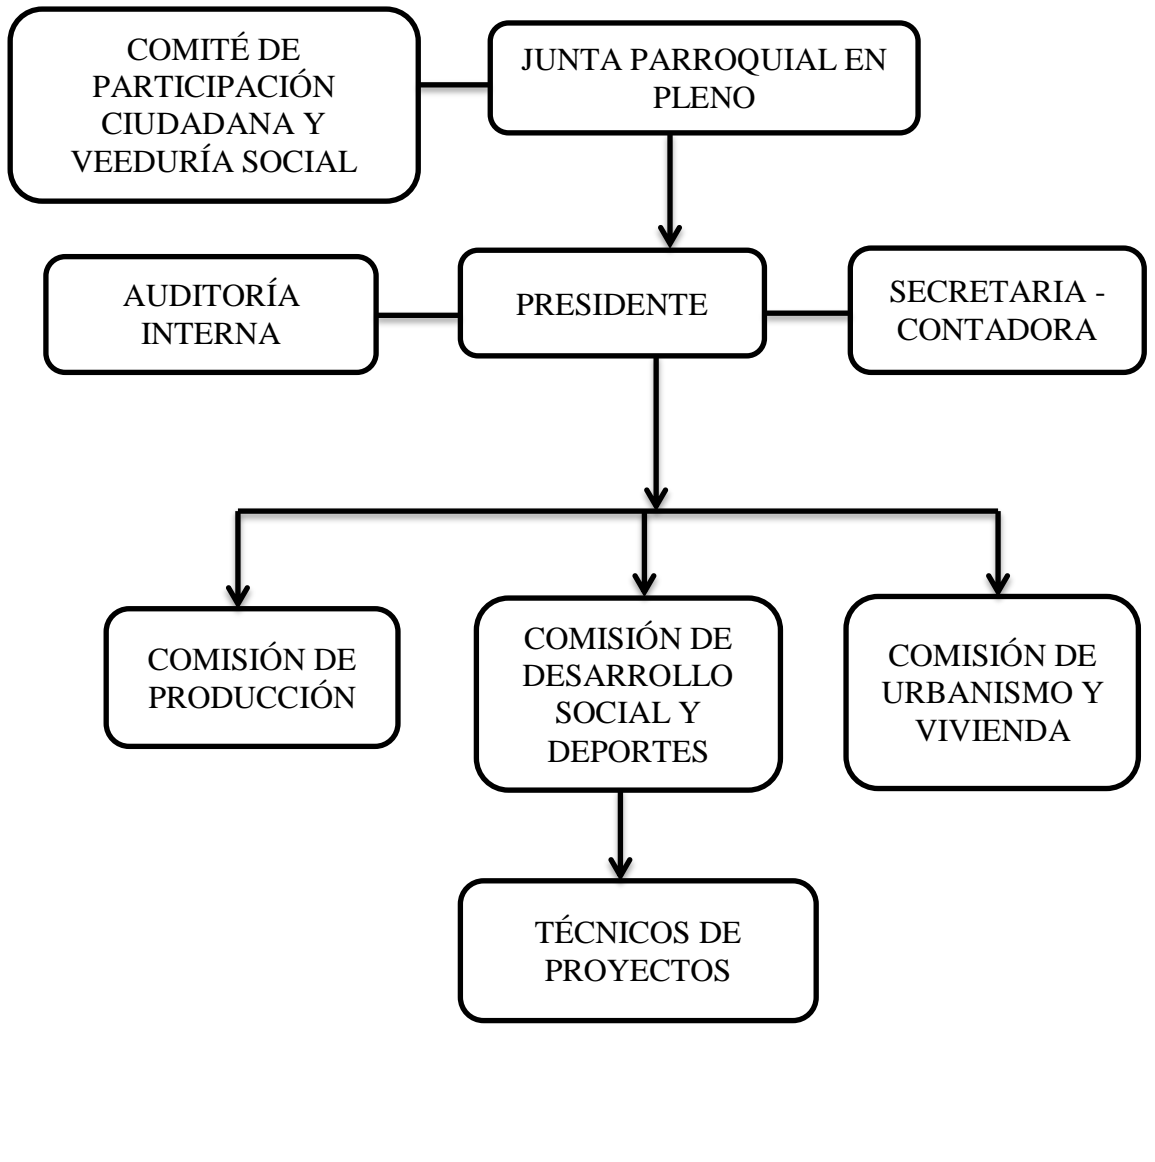 COMITÉ DE
PARTICIPACIÓN
CIUDADANA Y
VEEDURÍA SOCIAL
JUNTA PARROQUIAL EN
PLENO
AUDITORÍA
INTERNA
PRESIDENTE
SECRETARIA -
CONTADORA
COMISIÓN DE
PRODUCCIÓN
COMISIÓN DE
DESARROLLO
SOCIAL Y
DEPORTES
COMISIÓN DE
URBANISMO Y
VIVIENDA
TÉCNICOS DE
PROYECTOS